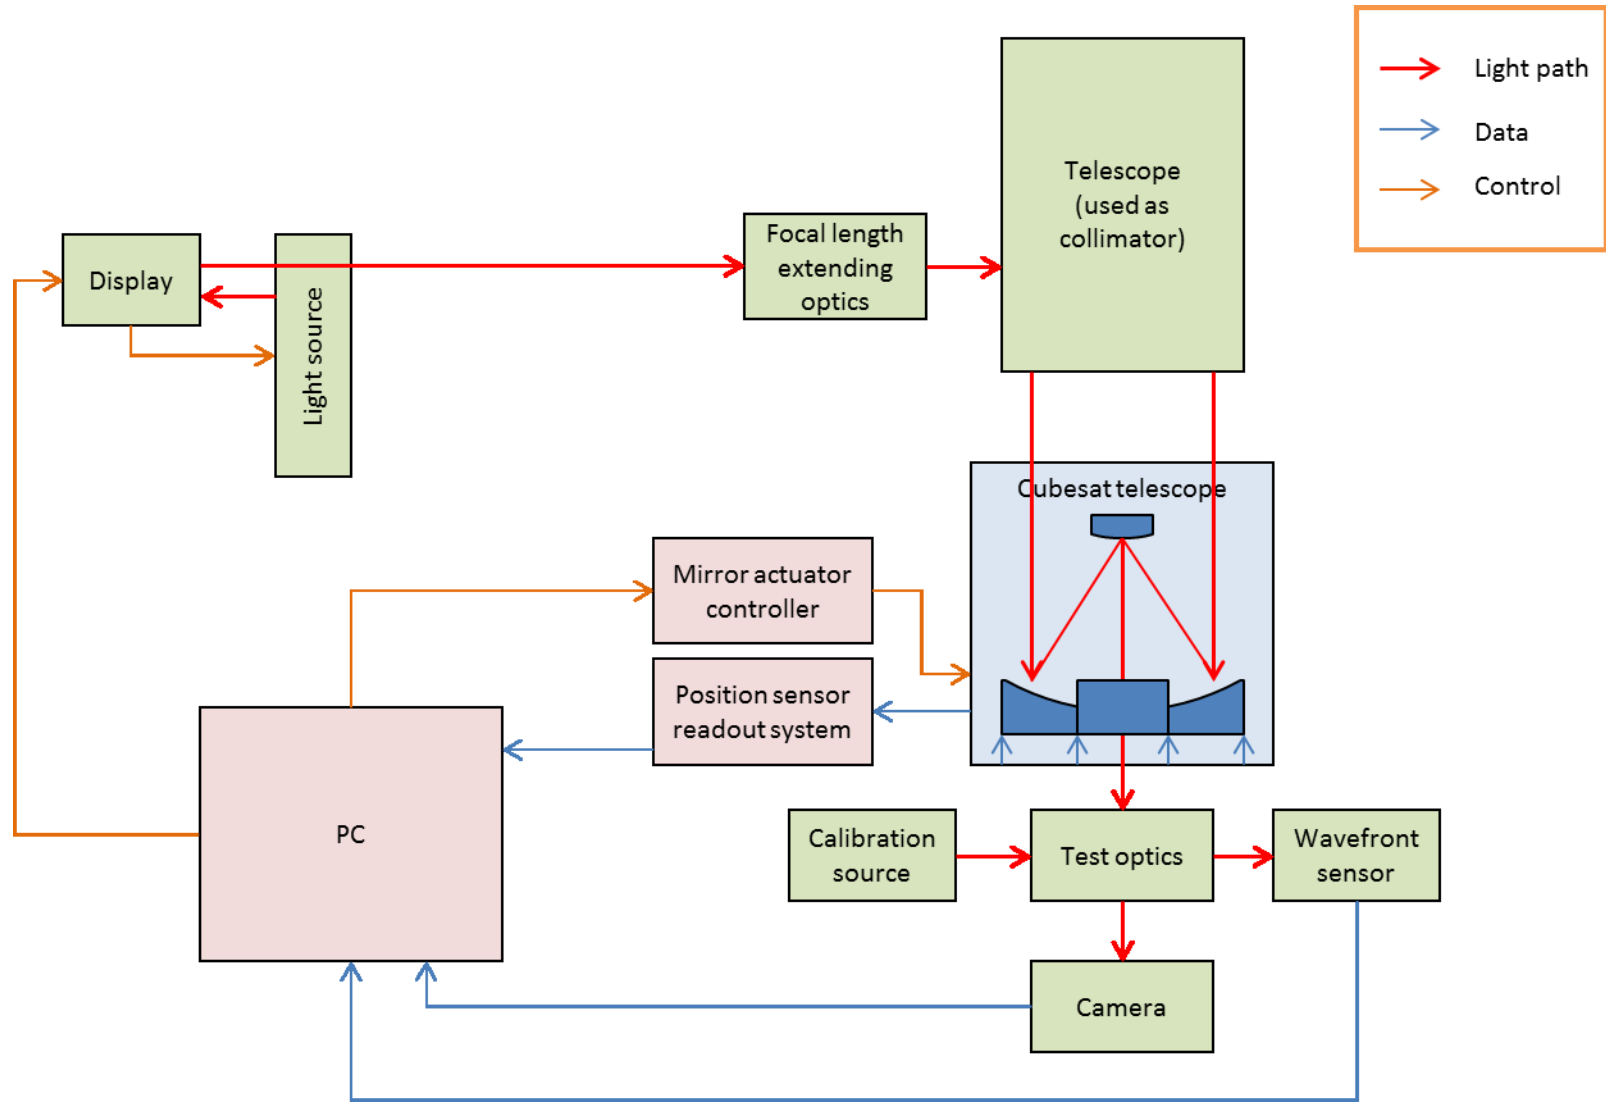 Light path
Data
Control
Telescope
(used as
collimator)
Focal length
extending
optics
Display
Light source
Cubesat telescope
Mirror actuator
controller
Position sensor
readout system
PC
Calibration
source
Test optics
Wavefront
sensor
Camera